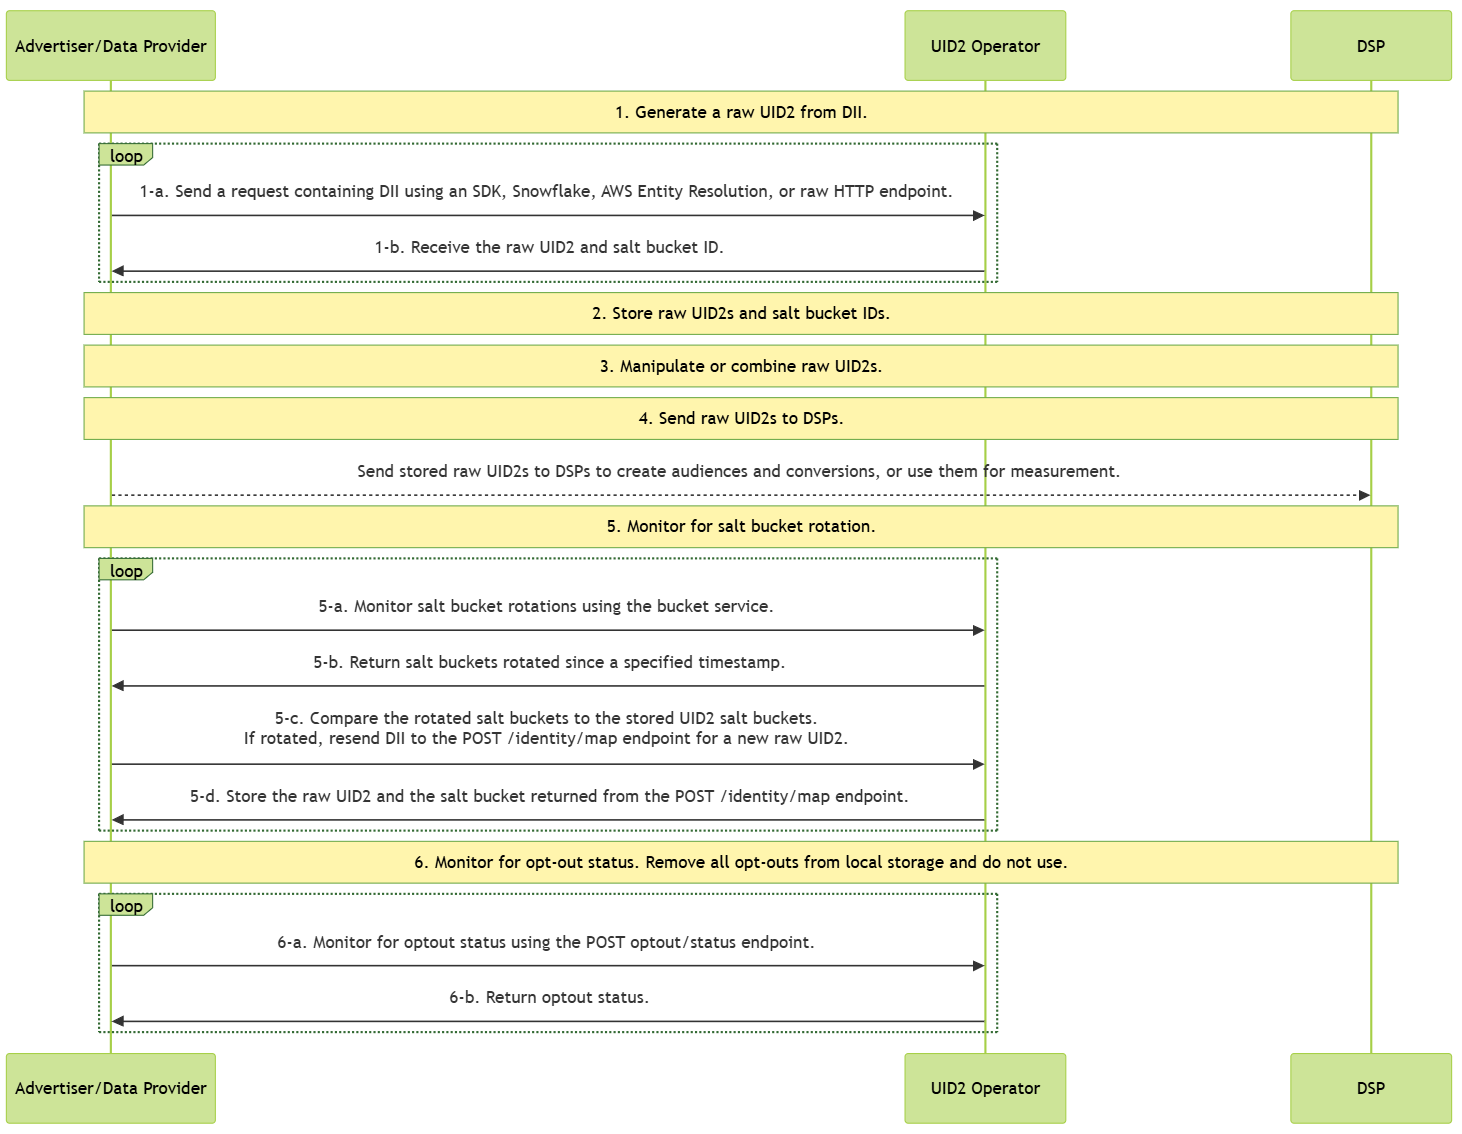 Advertiser/Data Provider
UID2 Operator
DSP
1. Generate a raw UID2 from DII.
loop
1-a. Send a request containing DII using an SDK, Snowflake, AWS Entity Resolution, or raw HTTP endpoint.
1-b. Receive the raw UID2 and salt bucket ID.
2. Store raw UID2s and salt bucket IDs.
3. Manipulate or combine raw UID2s.
4. Send raw UID2s to DSPs.
Send stored raw UID2s to DSPs to create audiences and conversions, or use them for measurement.
5. Monitor for salt bucket rotation.
loop
5-a. Monitor salt bucket rotations using the bucket service.
5-b. Return salt buckets rotated since a specified timestamp.
5-c. Compare the rotated salt buckets to the stored UID2 salt buckets.
If rotated, resend DII to the POST /identity/map endpoint for a new raw UID2.
5-d. Store the raw UID2 and the salt bucket returned from the POST /identity/map endpoint.
6. Monitor for opt-out status. Remove all opt-outs from local storage and do not use.
loop
6-a. Monitor for optout status using the POST optout/status endpoint.
6-b. Return optout status.
Advertiser/Data Provider
UID2 Operator
DSP